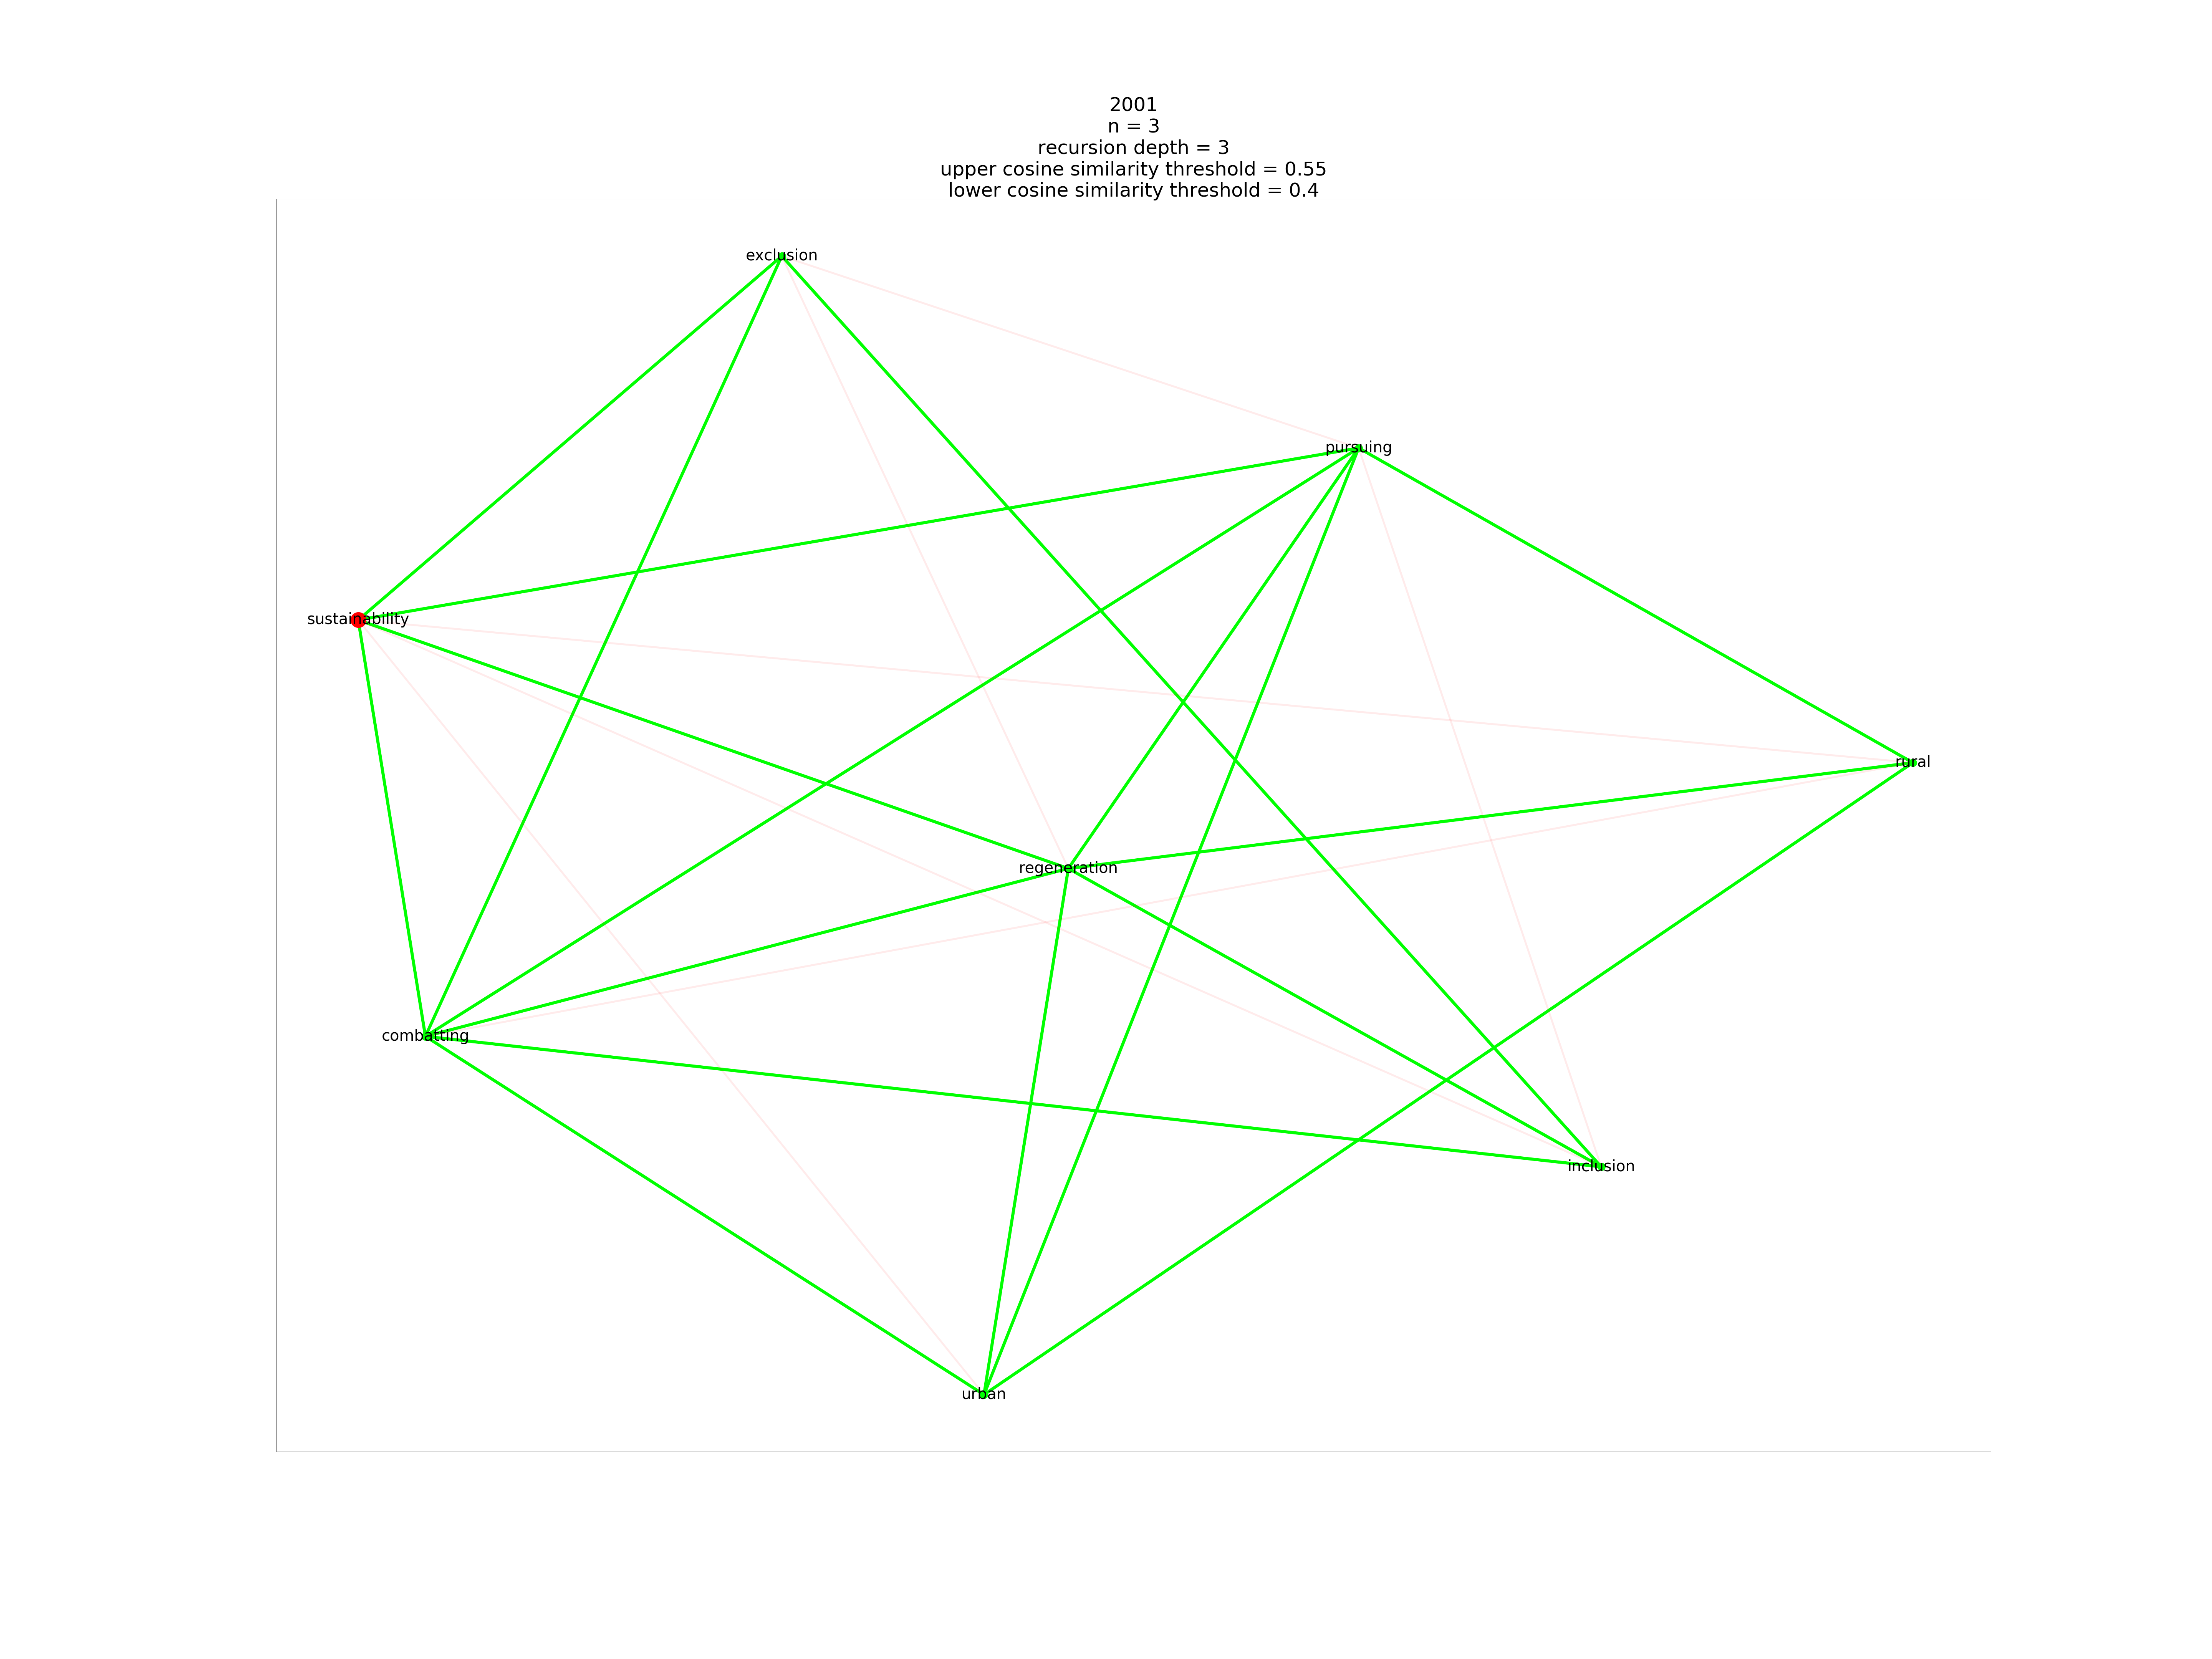 2001
n = 3
recursion depth = 3
upper cosine similarity threshold = 0.55
lower cosine similarity threshold = 0.4
exclusion
pursuing
sustainability
rural
regeneration
combatting
inclusion
urban